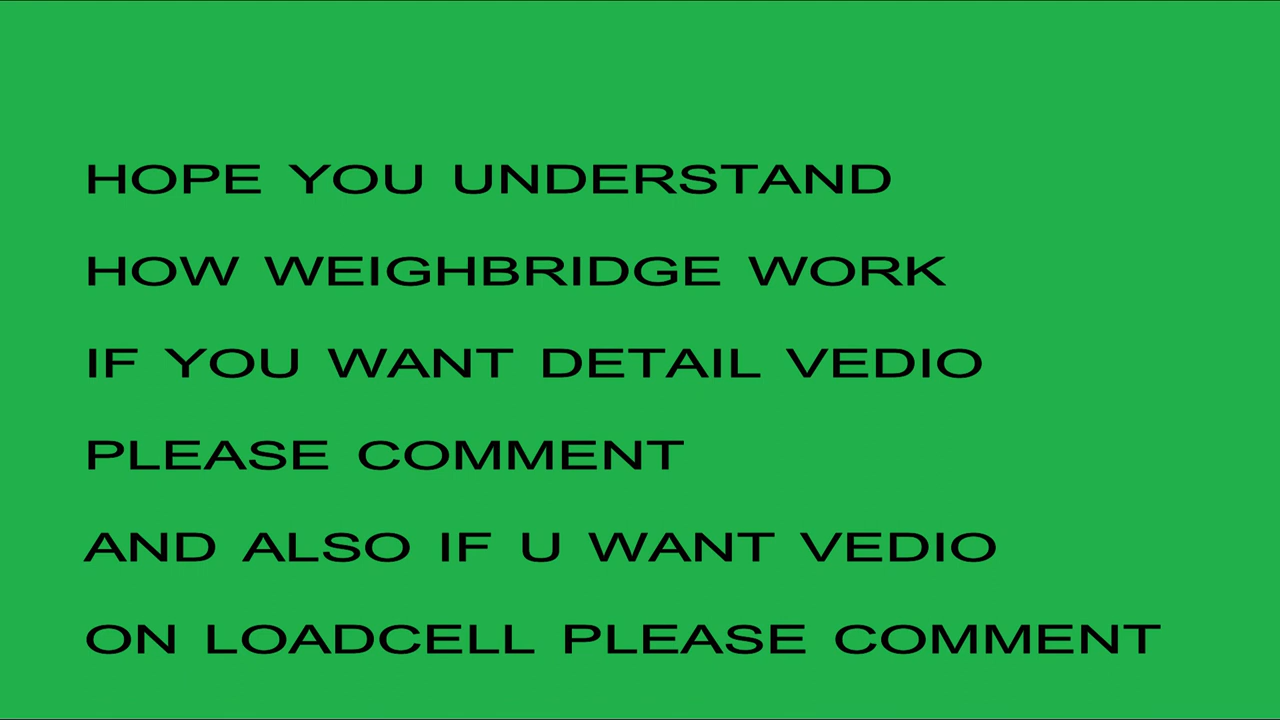 HOPE YOU UNDERSTAND
HOW WEIGHBRIDGE WORK
IF YOU WANT DETAIL VEDIO
PLEASE COMMENT
AND ALSO IF U WANT VEDIO
ON LOADCELL PLEASE COMMENT